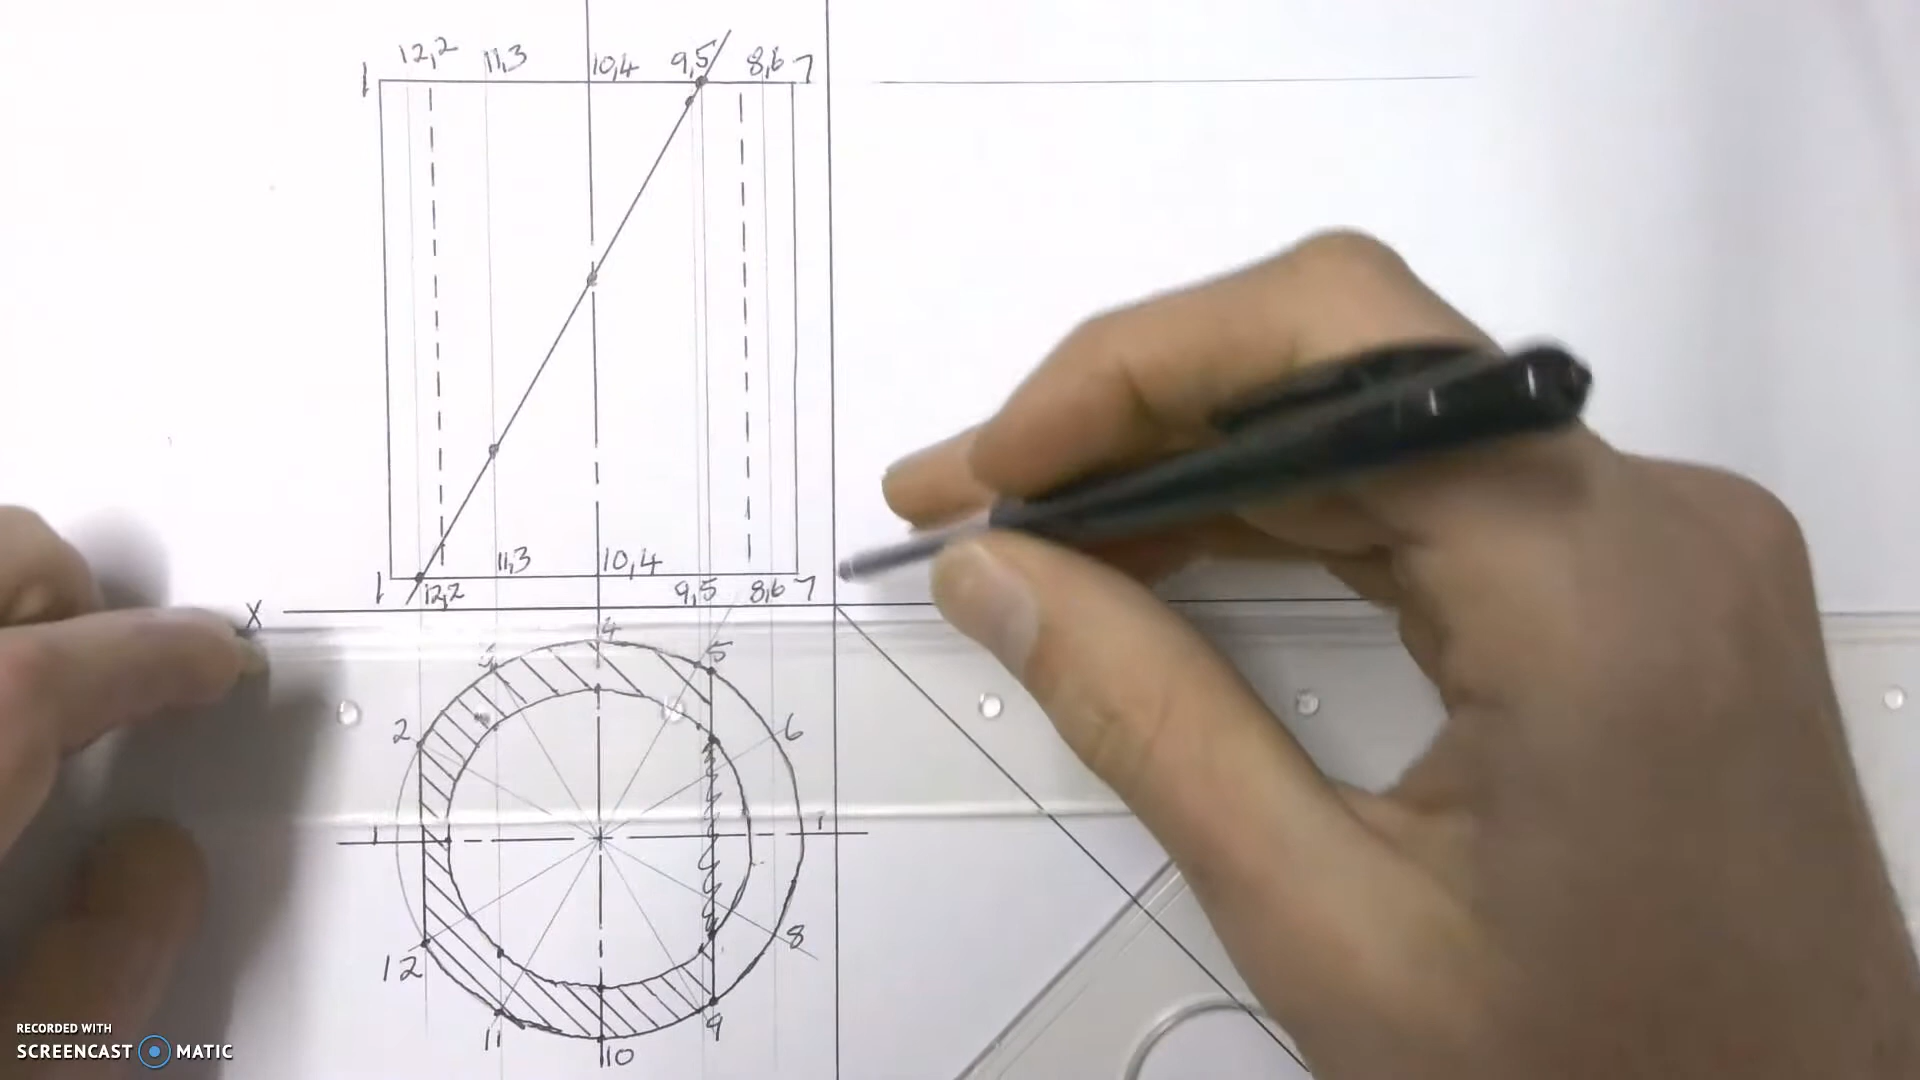 12,2 11,3 10,4 9,5 8,6 7
1
11,3 10,4
1 12,2 9,5 8,6 7
X
4
3 5
2 6
1 1
12 8
11 10 9
RECORDED WITH
SCREENCAST MATIC